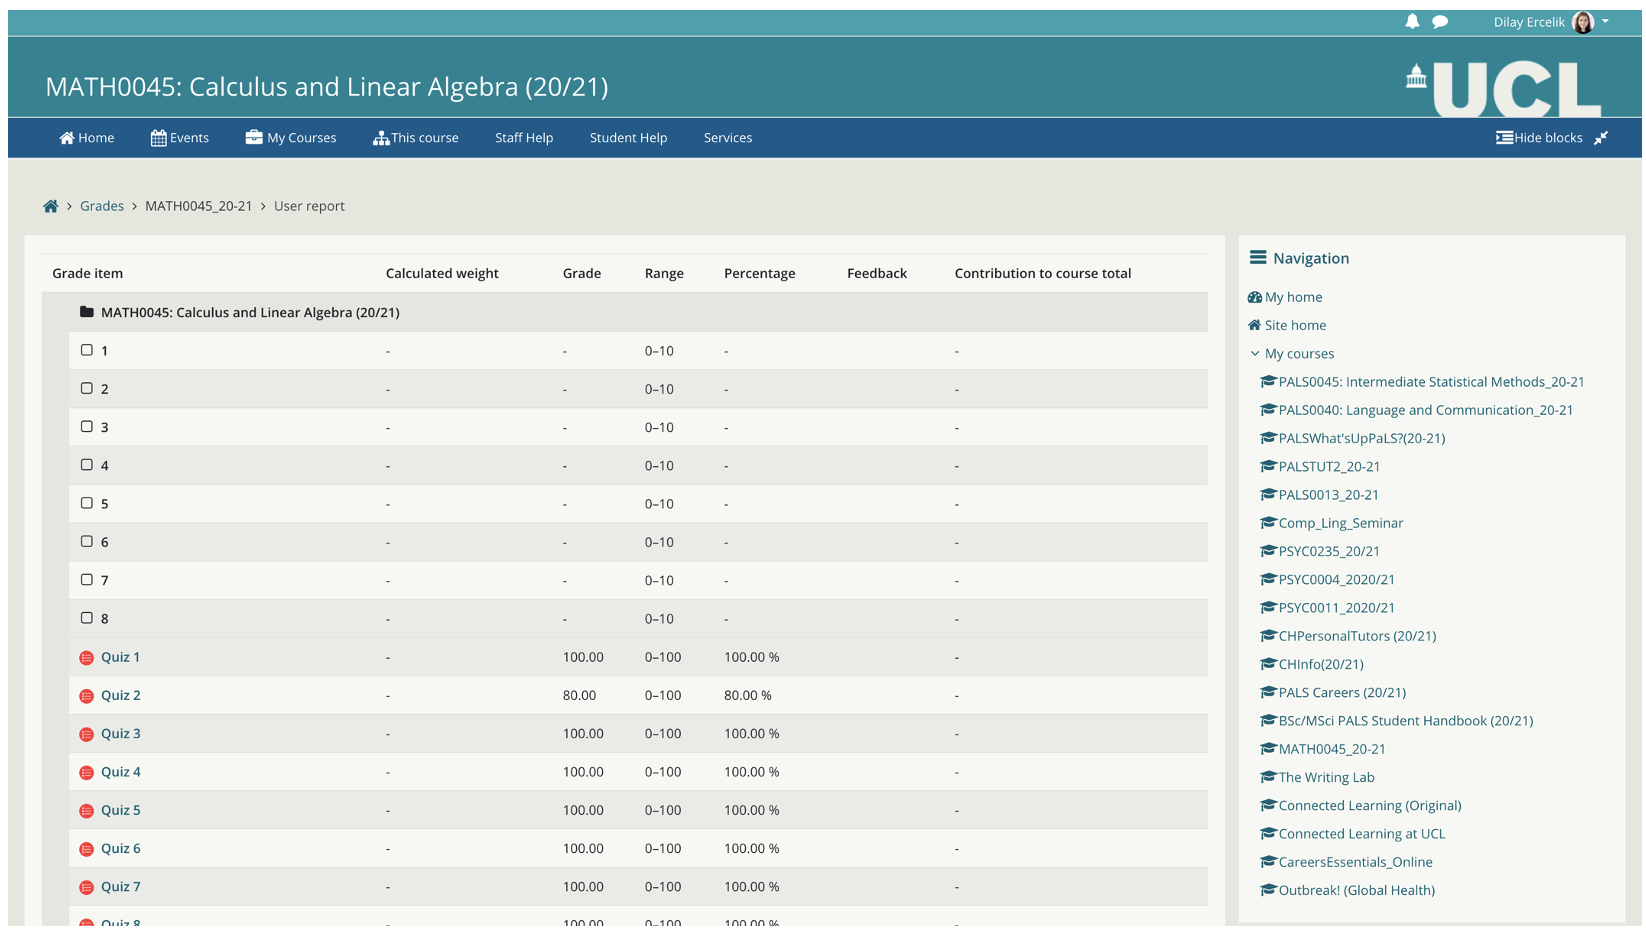 Dilay Ercelik
MATH0045: Calculus and Linear Algebra (20/21)
UCL
Home Events My Courses This course Staff Help Student Help Services Hide blocks
Grades > MATH0045_20-21 > User report
Grade item Calculated weight Grade Range Percentage Feedback Contribution to course total
MATH0045: Calculus and Linear Algebra (20/21)
1 - - 0–10 - -
2 - - 0–10 - -
3 - - 0–10 - -
4 - - 0–10 - -
5 - - 0–10 - -
6 - - 0–10 - -
7 - - 0–10 - -
8 - - 0–10 - -
Quiz 1 - 100.00 0–100 100.00 % -
Quiz 2 - 80.00 0–100 80.00 % -
Quiz 3 - 100.00 0–100 100.00 % -
Quiz 4 - 100.00 0–100 100.00 % -
Quiz 5 - 100.00 0–100 100.00 % -
Quiz 6 - 100.00 0–100 100.00 % -
Quiz 7 - 100.00 0–100 100.00 % -
Quiz 8 100.00 0–100 100.00 %
Navigation
My home
Site home
My courses
PALS0045: Intermediate Statistical Methods_20-21
PALS0040: Language and Communication_20-21
PALSWhat'sUpPaLS?(20-21)
PALSTUT2_20-21
PALS0013_20-21
Comp_Ling_Seminar
PSYC0235_20/21
PSYC0004_2020/21
PSYC0011_2020/21
CHPersonalTutors (20/21)
CHInfo(20/21)
PALS Careers (20/21)
BSc/MSci PALS Student Handbook (20/21)
MATH0045_20-21
The Writing Lab
Connected Learning (Original)
Connected Learning at UCL
CareersEssentials_Online
Outbreak! (Global Health)